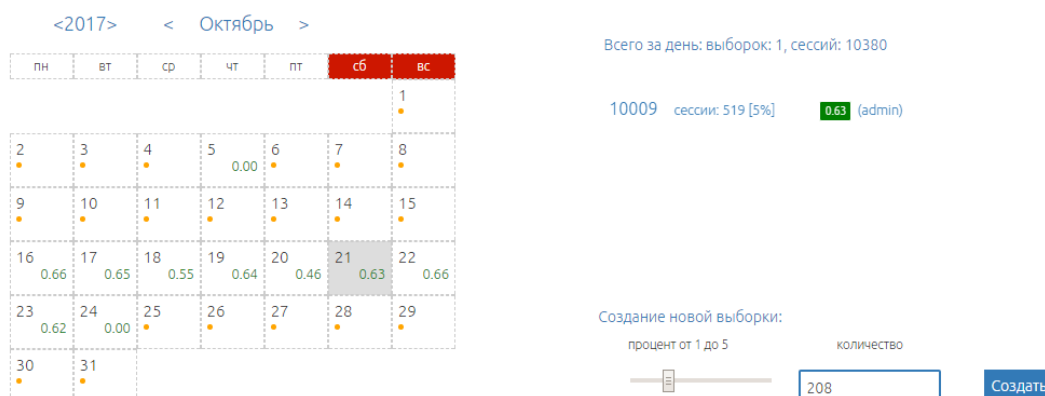 <2017> < Октябрь >
пн вт ср чт пт сб вс
1
2 3 4 5 6 7 8
0.00
9 10 11 12 13 14 15
16 17 18 19 20 21 22
0.66 0.65 0.55 0.64 0.46 0.63 0.66
23 24 25 26 27 28 29
0.62 0.00
30 31
Всего за день: выборок: 1, сессий: 10380
10009 сессии: 519 [5%] 0.63 (admin)
Создание новой выборки:
процент от 1 до 5 количество
208 Создать